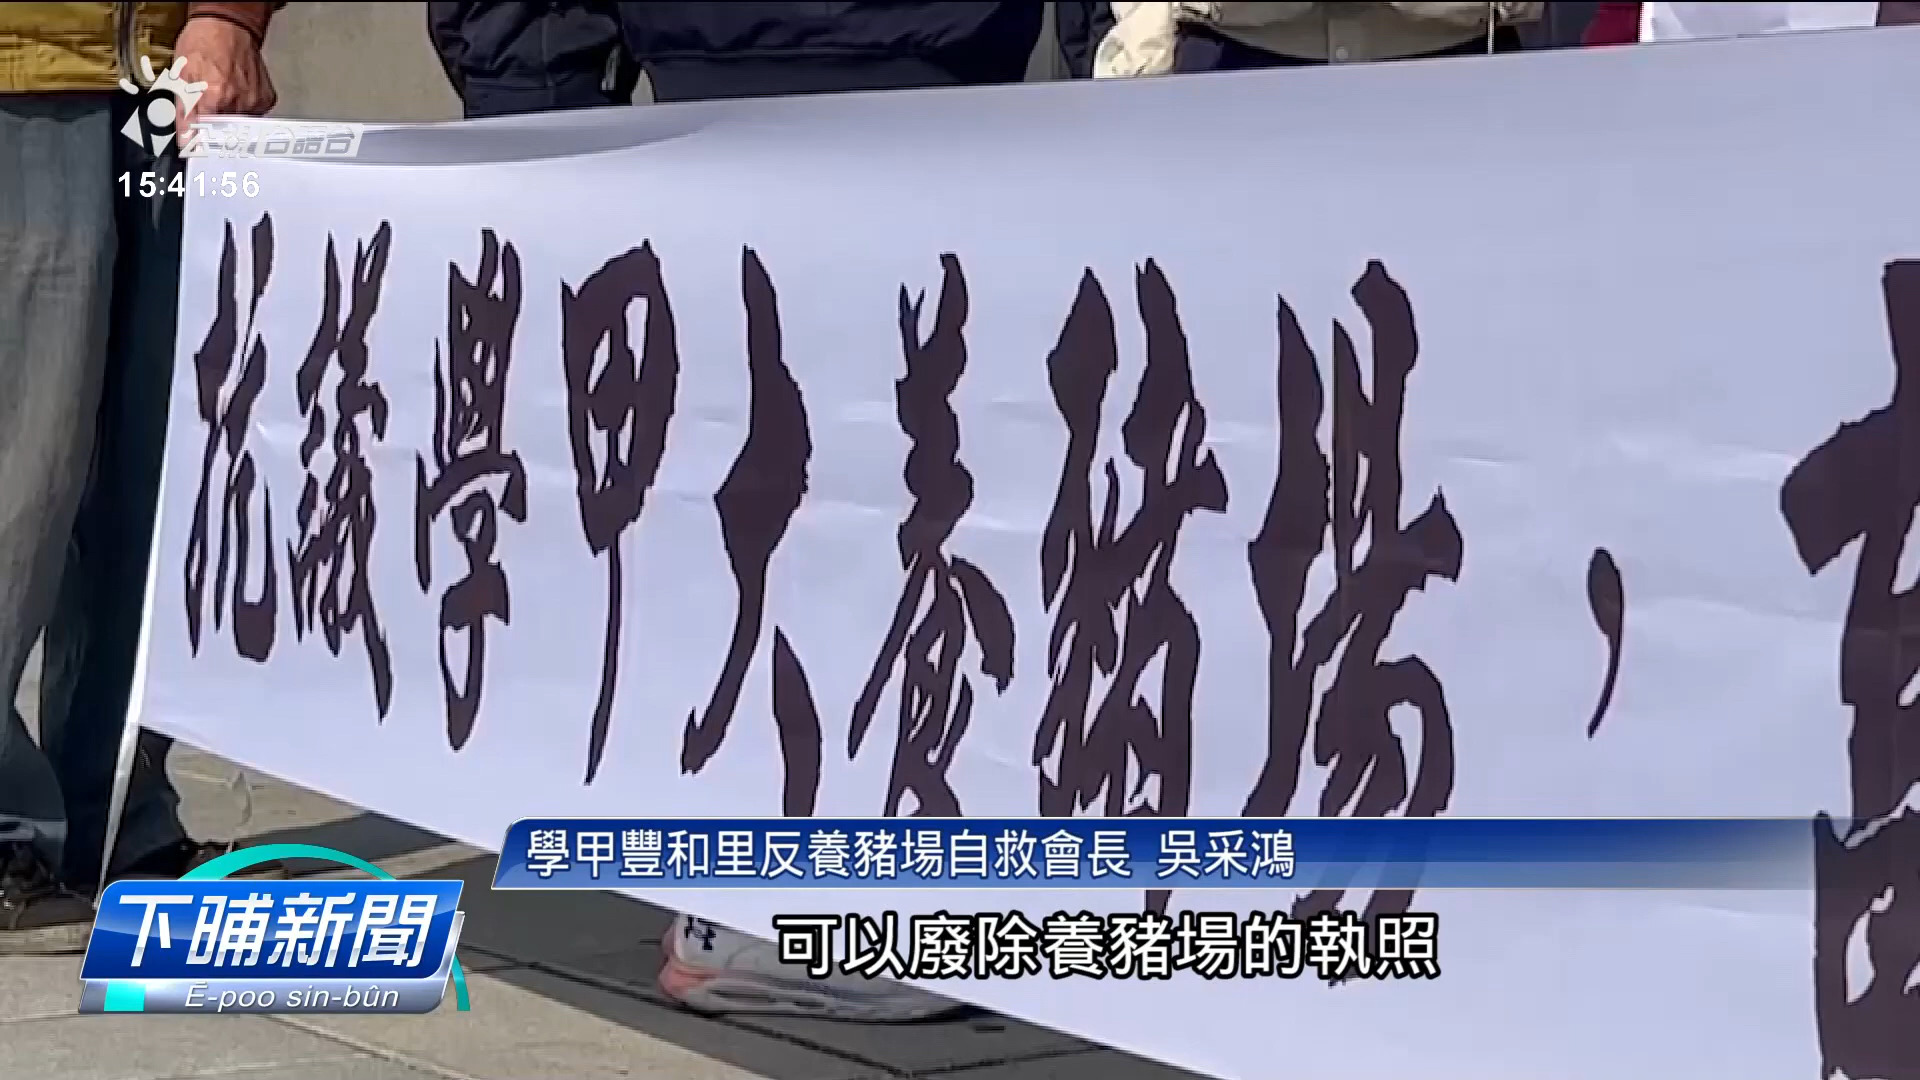 公視台語台
15:41:56
抗議學甲大養豬場，
學甲豐和里反養豬場自救會長 吳采鴻
可以廢除養豬場的執照
下晡新聞
Ē-poo sin-bûn